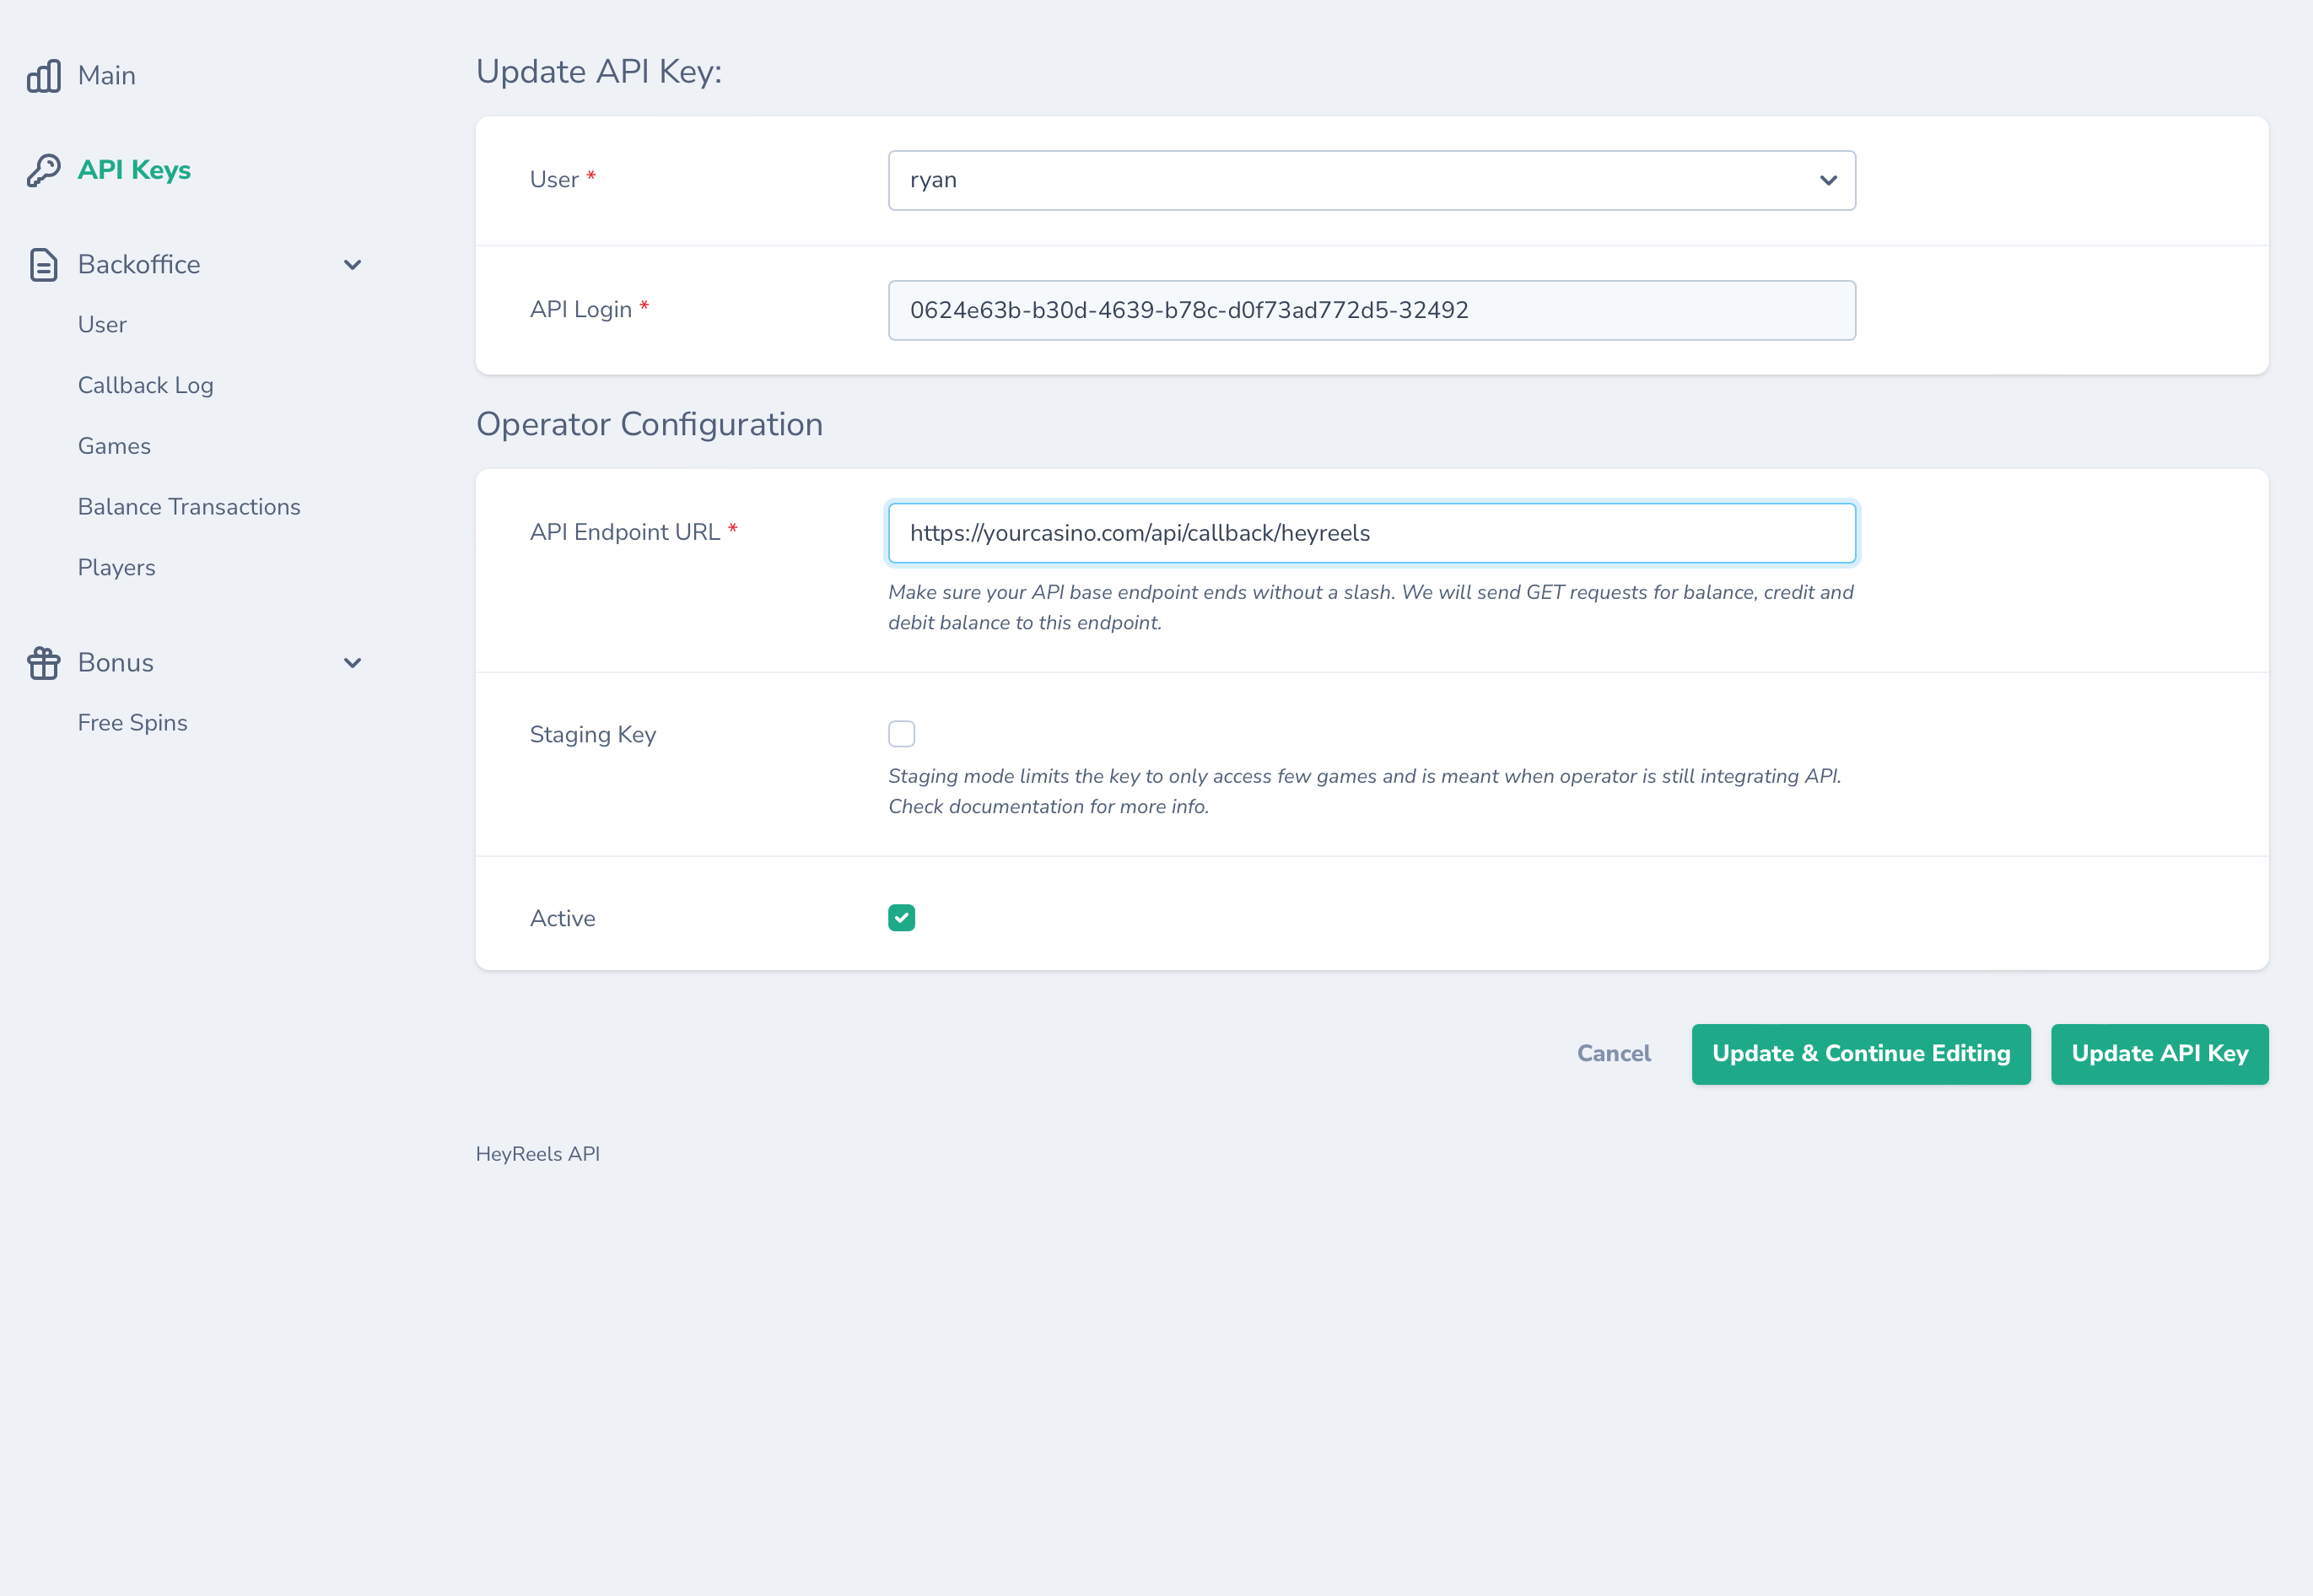 Main
API Keys
Backoffice
User
Callback Log
Games
Balance Transactions
Players
Bonus
Free Spins
Update API Key:
User *
ryan
API Login *
0624e63b-b30d-4639-b78c-d0f73ad772d5-32492
Operator Configuration
API Endpoint URL *
https://yourcasino.com/api/callback/heyreels
Make sure your API base endpoint ends without a slash. We will send GET requests for balance, credit and
debit balance to this endpoint.
Staging Key
Staging mode limits the key to only access few games and is meant when operator is still integrating API.
Check documentation for more info.
Active
Cancel
Update & Continue Editing
Update API Key
HeyReels API